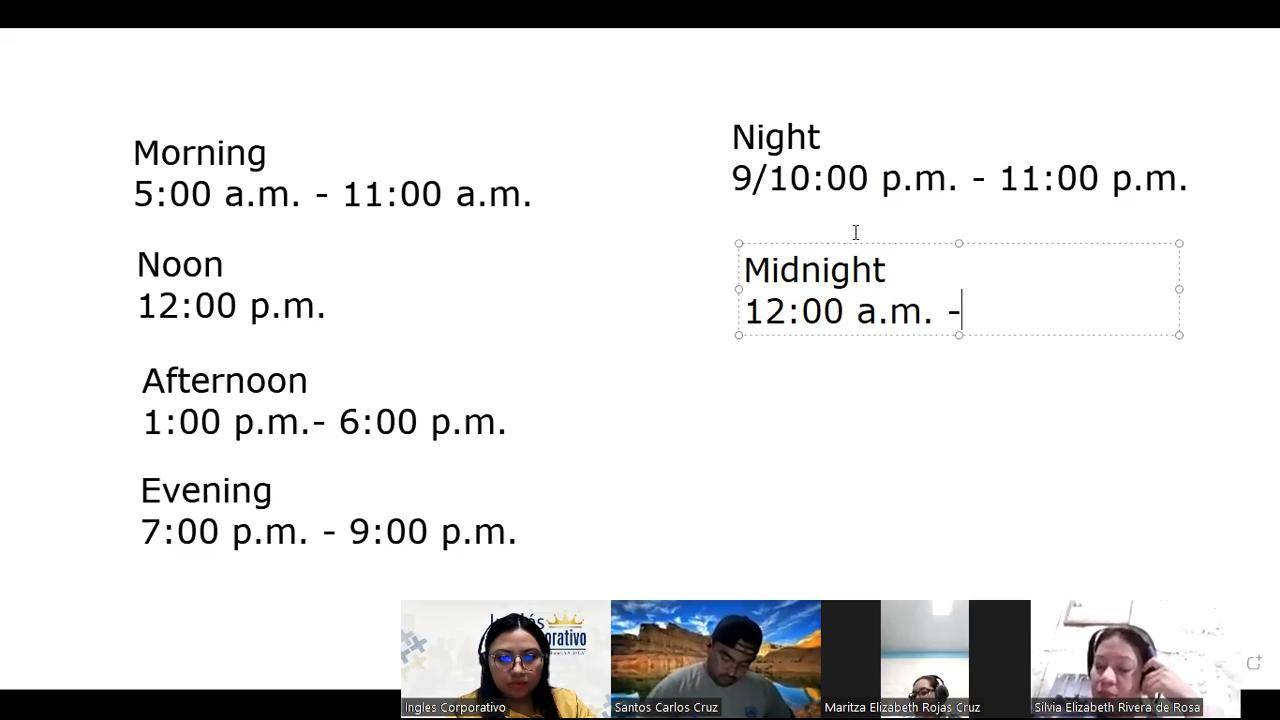 Morning
5:00 a.m. - 11:00 a.m.
Noon
12:00 p.m.
Afternoon
1:00 p.m.- 6:00 p.m.
Evening
7:00 p.m. - 9:00 p.m.
Night
9/10:00 p.m. - 11:00 p.m.
Midnight
12:00 a.m. -
Ingles Corporativo
Santos Carlos Cruz
Maritza Elizabeth Rojas Cruz
Silvia Elizabeth Rivera de Rosa